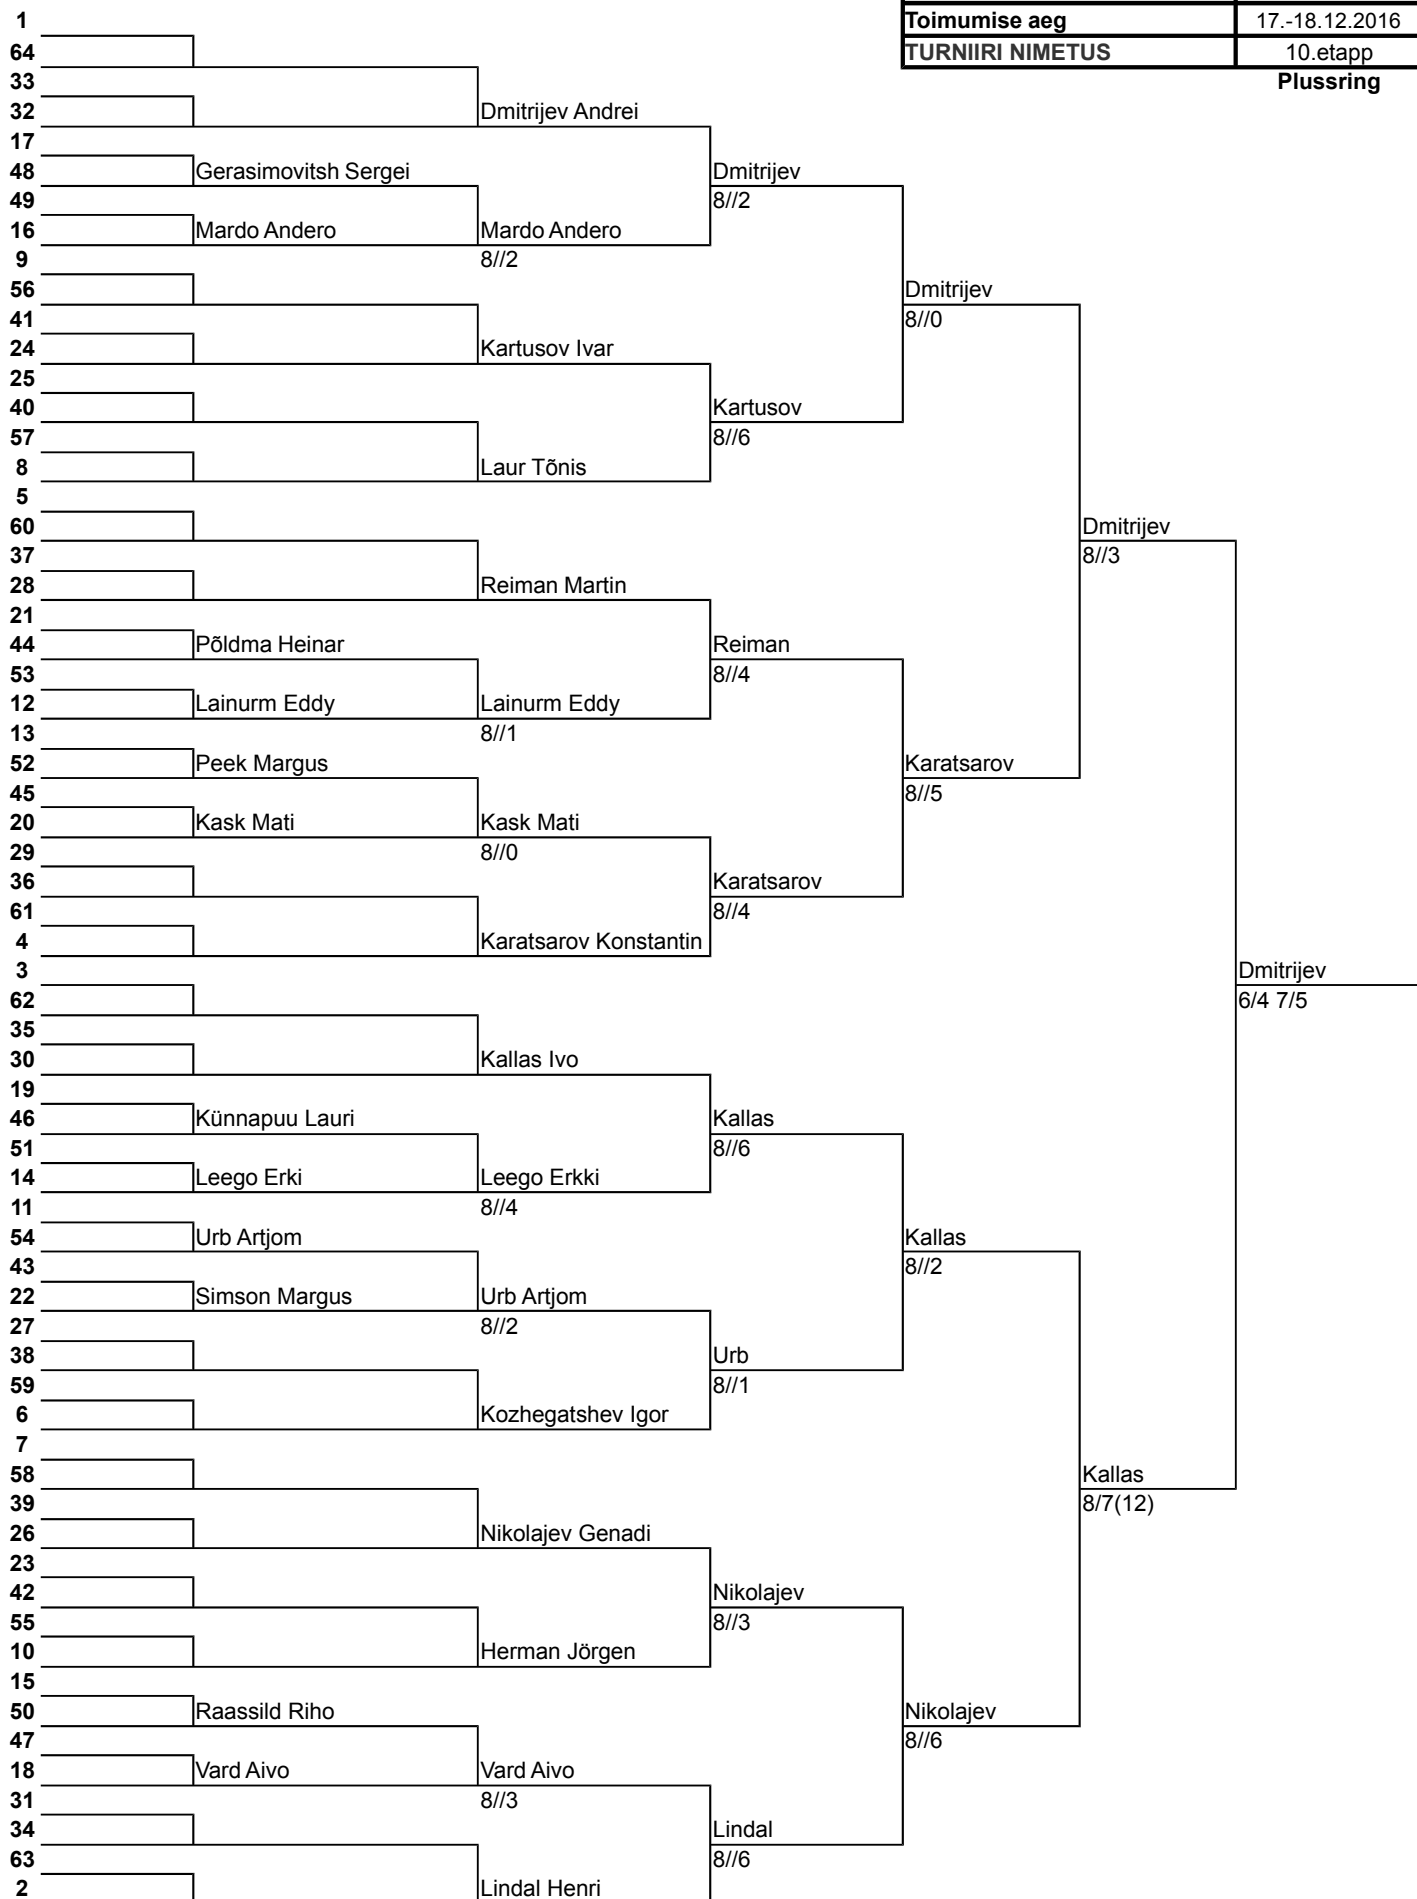 Toimumise aeg 17.-18.12.2016
TURNIIRI NIMETUS 10.etapp
Plussring
1
64
33
32 Dmitrijev Andrei
17
48 Gerasimovitsh Sergei Dmitrijev
49 8//2
16 Mardo Andero Mardo Andero
9 8//2
56 Dmitrijev
41 8//0
24 Kartusov Ivar
25
40 Kartusov
57 8//6
8 Laur Tõnis
5
60 Dmitrijev
37 8//3
28 Reiman Martin
21
44 Põldma Heinar Reiman
53 8//4
12 Lainurm Eddy Lainurm Eddy
13 8//1
52 Peek Margus Karatsarov
45 8//5
20 Kask Mati Kask Mati
29 8//0
36 Karatsarov
61 8//4
4 Karatsarov Konstantin
3 Dmitrijev
62 6/4 7/5
35
30 Kallas Ivo
19
46 Künnapuu Lauri Kallas
51 8//6
14 Leego Erki Leego Erkki
11 8//4
54 Urb Artjom Kallas
43 8//2
22 Simson Margus Urb Artjom
27 8//2
38 Urb
59 8//1
6 Kozhegatshev Igor
7
58 Kallas
39 8/7(12)
26 Nikolajev Genadi
23
42 Nikolajev
55 8//3
10 Herman Jörgen
15
50 Raassild Riho Nikolajev
47 8//6
18 Vard Aivo Vard Aivo
31 8//3
34 Lindal
63 8//6
2 Lindal Henri